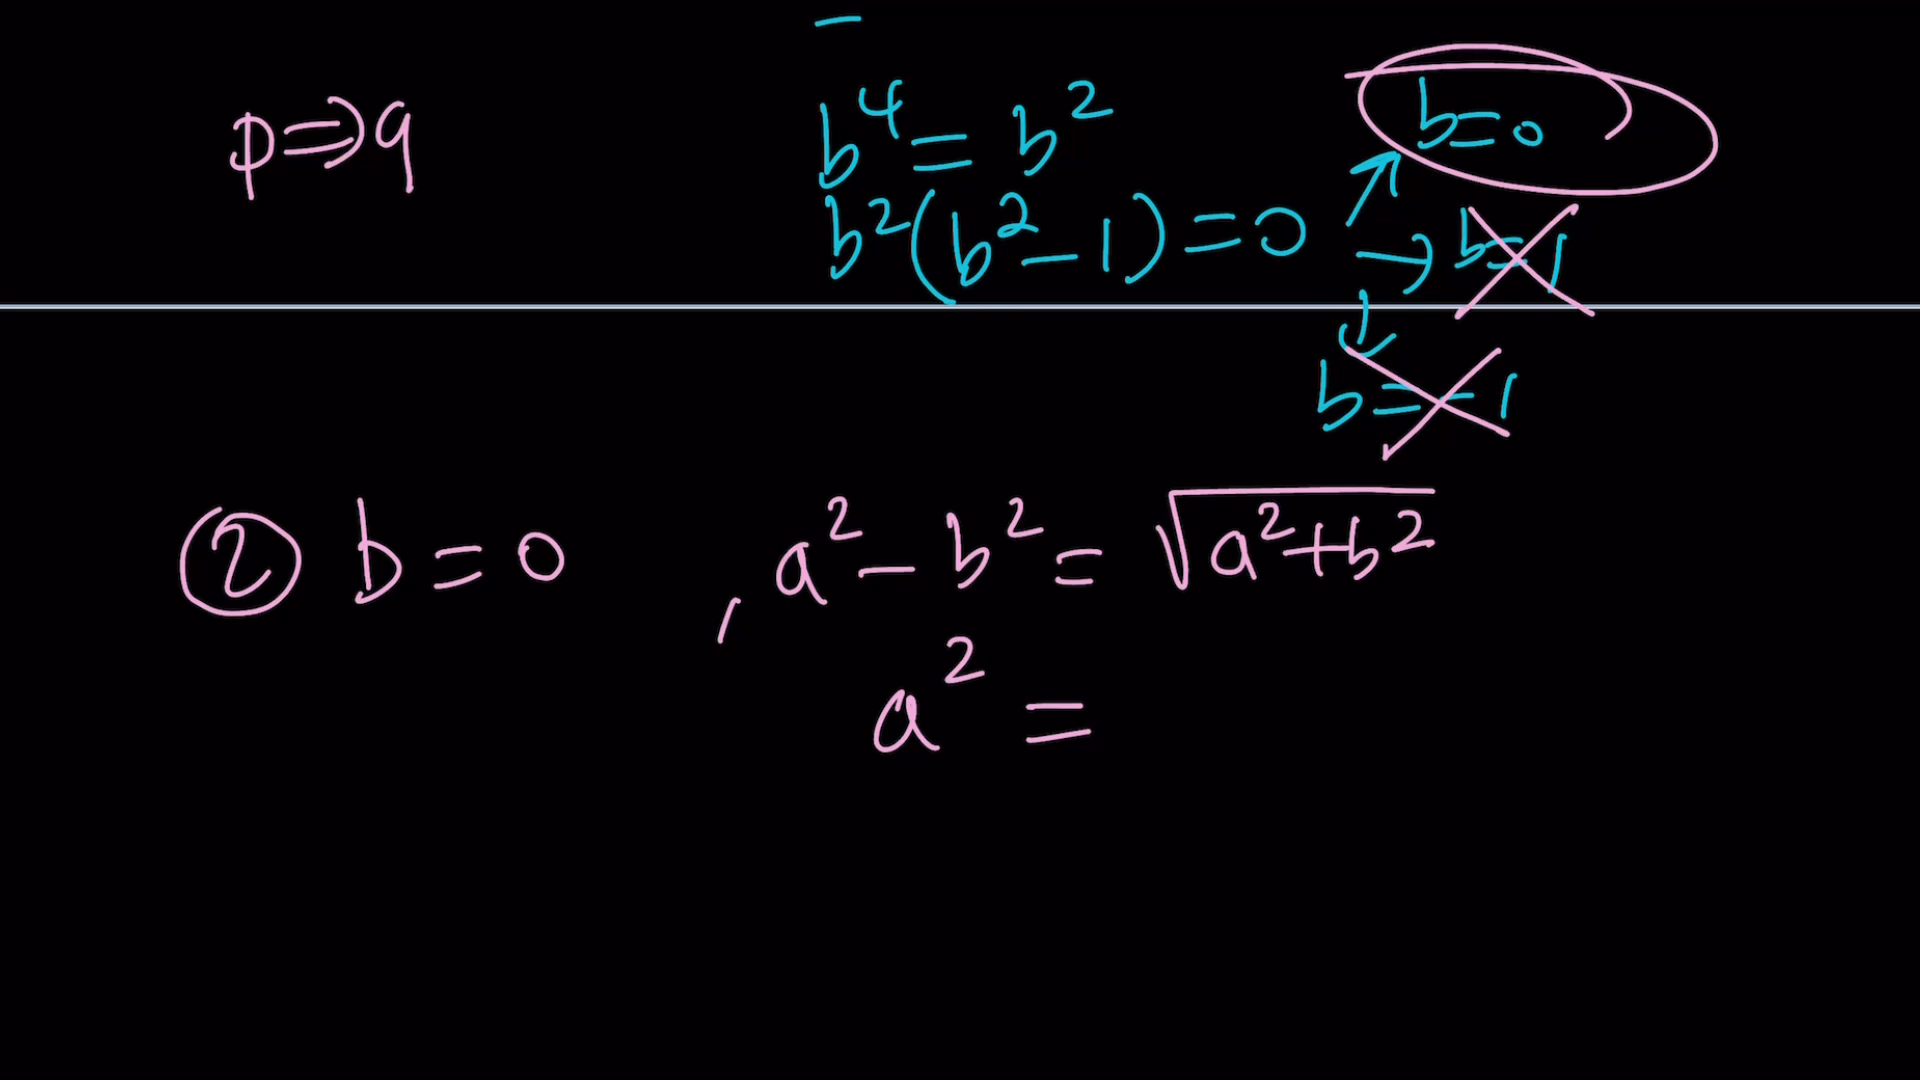 p⇒q
b⁴ = b²
b=0
b²(b²−1)=0
→ b=1
b=−1
② b=0 , a²−b² = √(a²+b²)
a² =